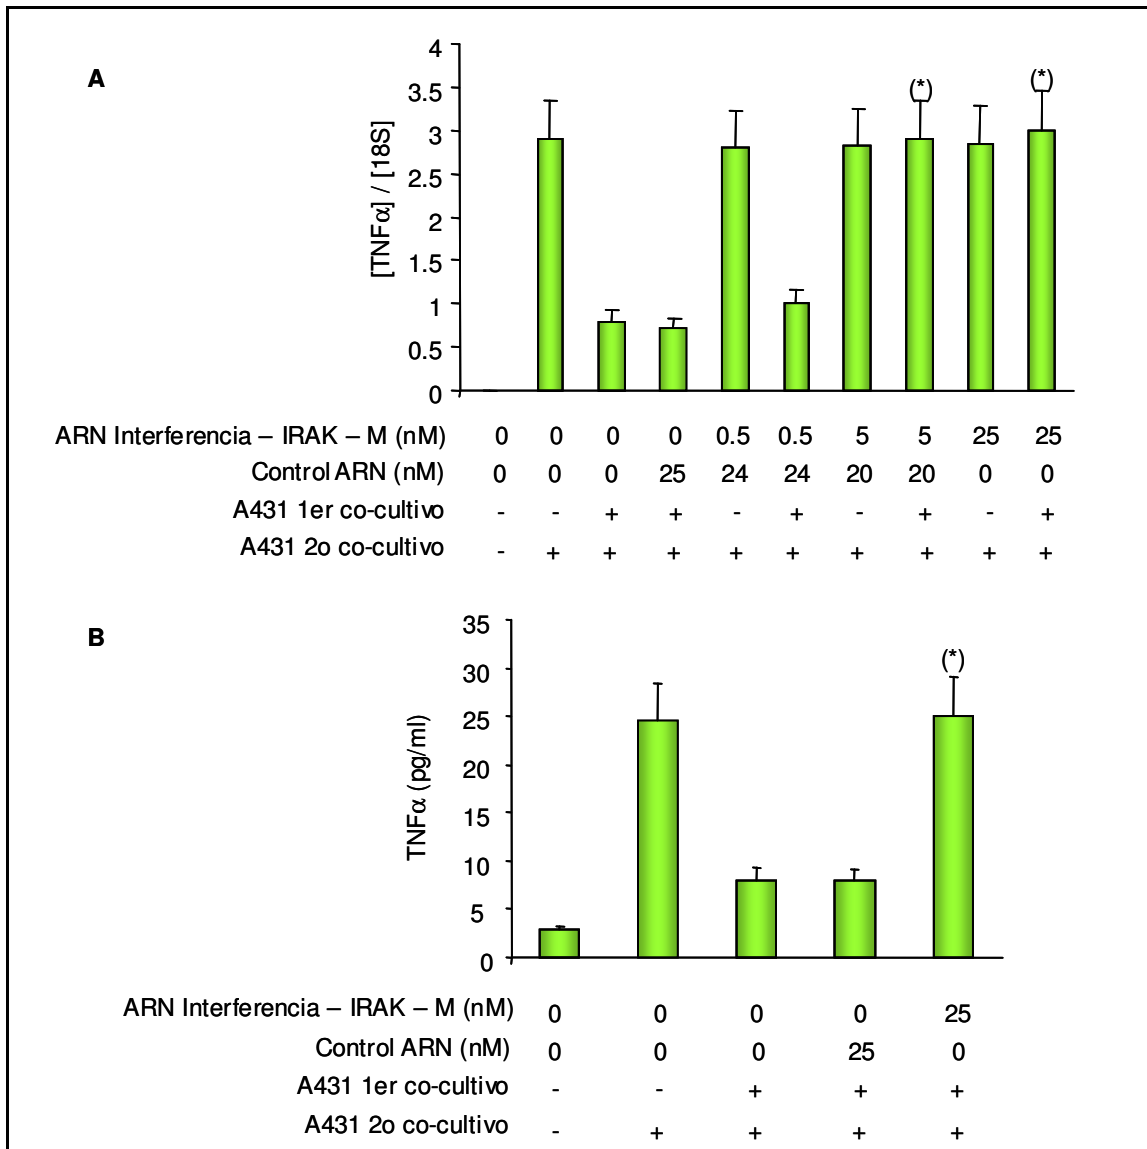 A
4
3.5
3
2.5
2
1.5
1
0.5
0
[TNFα] / [18S]
(*) (*)
ARN Interferencia – IRAK – M (nM) 0 0 0 0 0.5 0.5 5 5 25 25
Control ARN (nM) 0 0 0 25 24 24 20 20 0 0
A431 1er co-cultivo - - + + - + - + - +
A431 2o co-cultivo - + + + + + + + + +
B
35
30
25
20
15
10
5
0
TNFα (pg/ml)
(*)
ARN Interferencia – IRAK – M (nM) 0 0 0 0 25
Control ARN (nM) 0 0 0 25 0
A431 1er co-cultivo - - + + +
A431 2o co-cultivo - + + + +